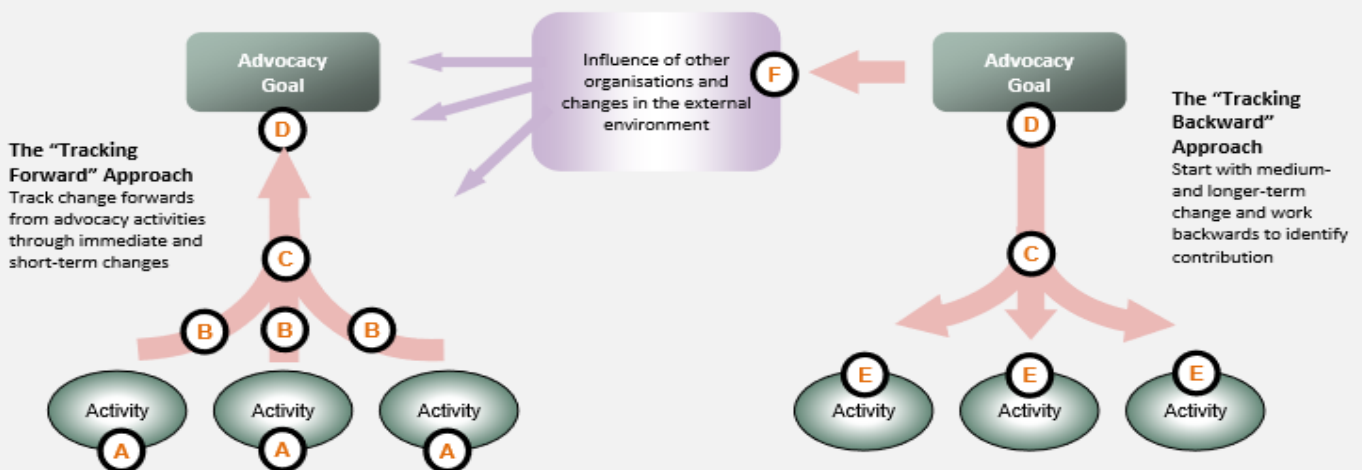 Advocacy
Goal
D
The “Tracking
Forward” Approach
Track change forwards
from advocacy activities
through immediate and
short-term changes
C
B
B
B
Activity
Activity
Activity
A
A
A
Influence of other
organisations and
changes in the external
environment
F
Advocacy
Goal
D
The “Tracking
Backward”
Approach
Start with medium-
and longer-term
change and work
backwards to identify
contribution
C
E
E
E
Activity
Activity
Activity